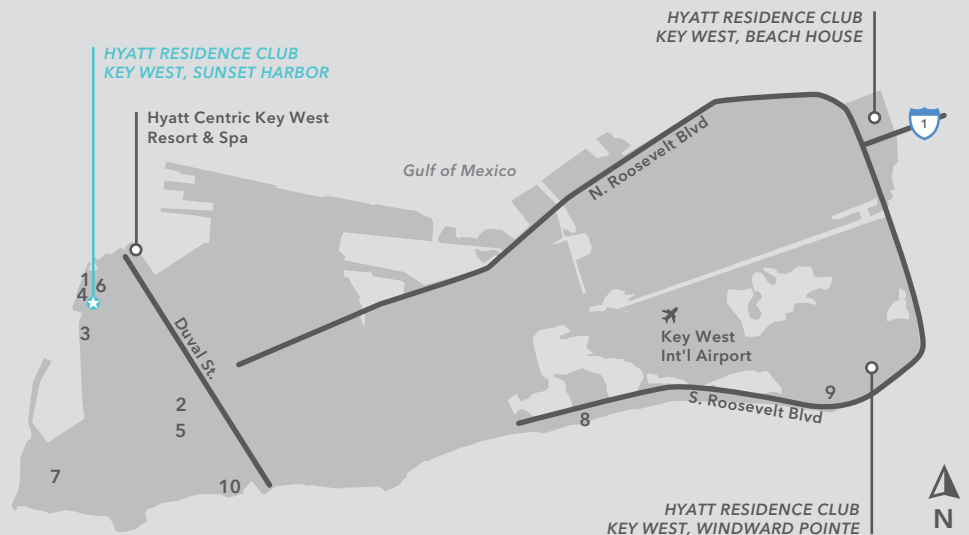 HYATT RESIDENCE CLUB
KEY WEST, BEACH HOUSE
HYATT RESIDENCE CLUB
KEY WEST, SUNSET HARBOR
Hyatt Centric Key West
Resort & Spa
1
N. Roosevelt Blvd
Gulf of Mexico
1
6
4
3
Duval St.
Key West
Int'l Airport
2
5
S. Roosevelt Blvd
9
8
7
10
HYATT RESIDENCE CLUB
KEY WEST, WINDWARD POINTE
N